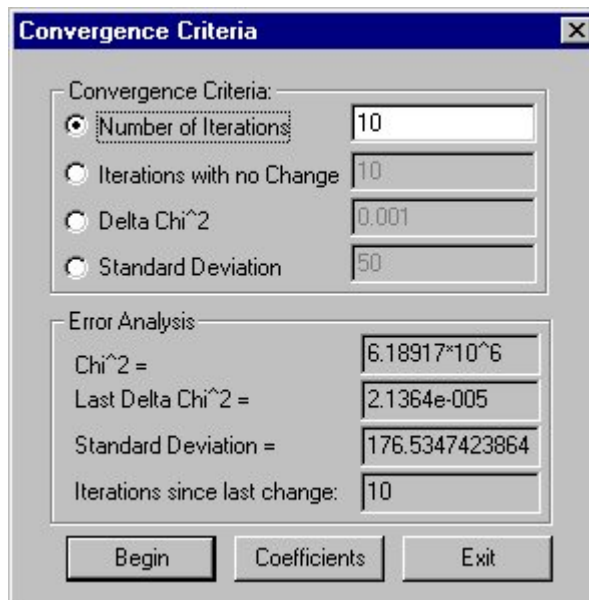 Convergence Criteria
Convergence Criteria:
Number of Iterations 10
Iterrations with no Change 10
Delta Chi^2 0.001
Standard Deviation 50
Error Analysis
Chi^2 = 6.18917*10^6
Last Delta Chi^2 = 2.1364e-005
Standard Deviation = 176.5347423864
Iterrations since last change: 10
Begin Coefficients Exit